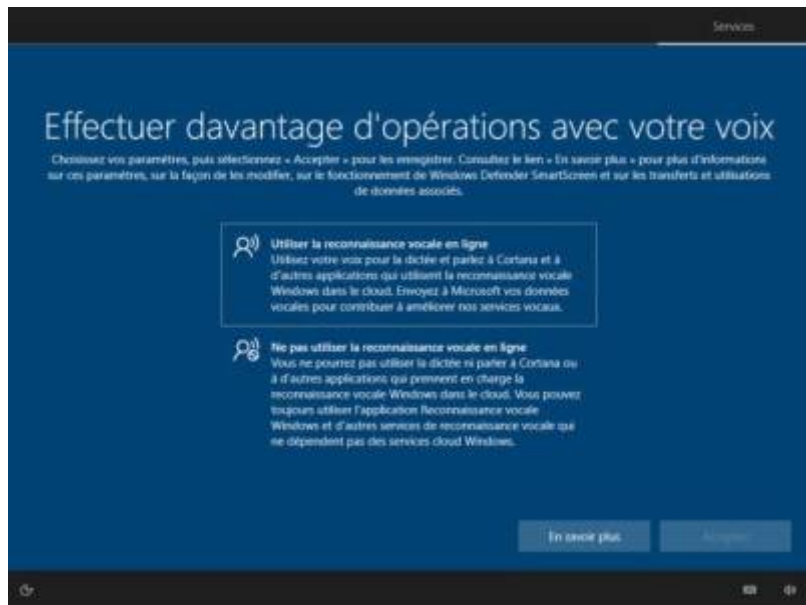 Services
Effectuer davantage d'opérations avec votre voix
Choisissez vos paramètres, puis sélectionnez « Accepter » pour les enregistrer. Consultez le lien « En savoir plus » pour plus d'informations
sur ces paramètres, sur la façon de les modifier, sur le fonctionnement de Windows Defender SmartScreen et sur les transferts et utilisations
de données associés.
Utiliser la reconnaissance vocale en ligne
Utilisez votre voix pour la dictée et parlez à Cortana et à
d'autres applications qui utilisent la reconnaissance vocale
Windows dans le cloud. Envoyez à Microsoft vos données
vocales pour contribuer à améliorer nos services vocaux.
Ne pas utiliser la reconnaissance vocale en ligne
Vous ne pourrez pas utiliser la dictée ni parler à Cortana ou
à d'autres applications qui prennent en charge la
reconnaissance vocale Windows dans le cloud. Vous pouvez
toujours utiliser l'application Reconnaissance vocale
Windows et d'autres services de reconnaissance vocale qui
ne dépendent pas des services cloud Windows.
En savoir plus
Accepter